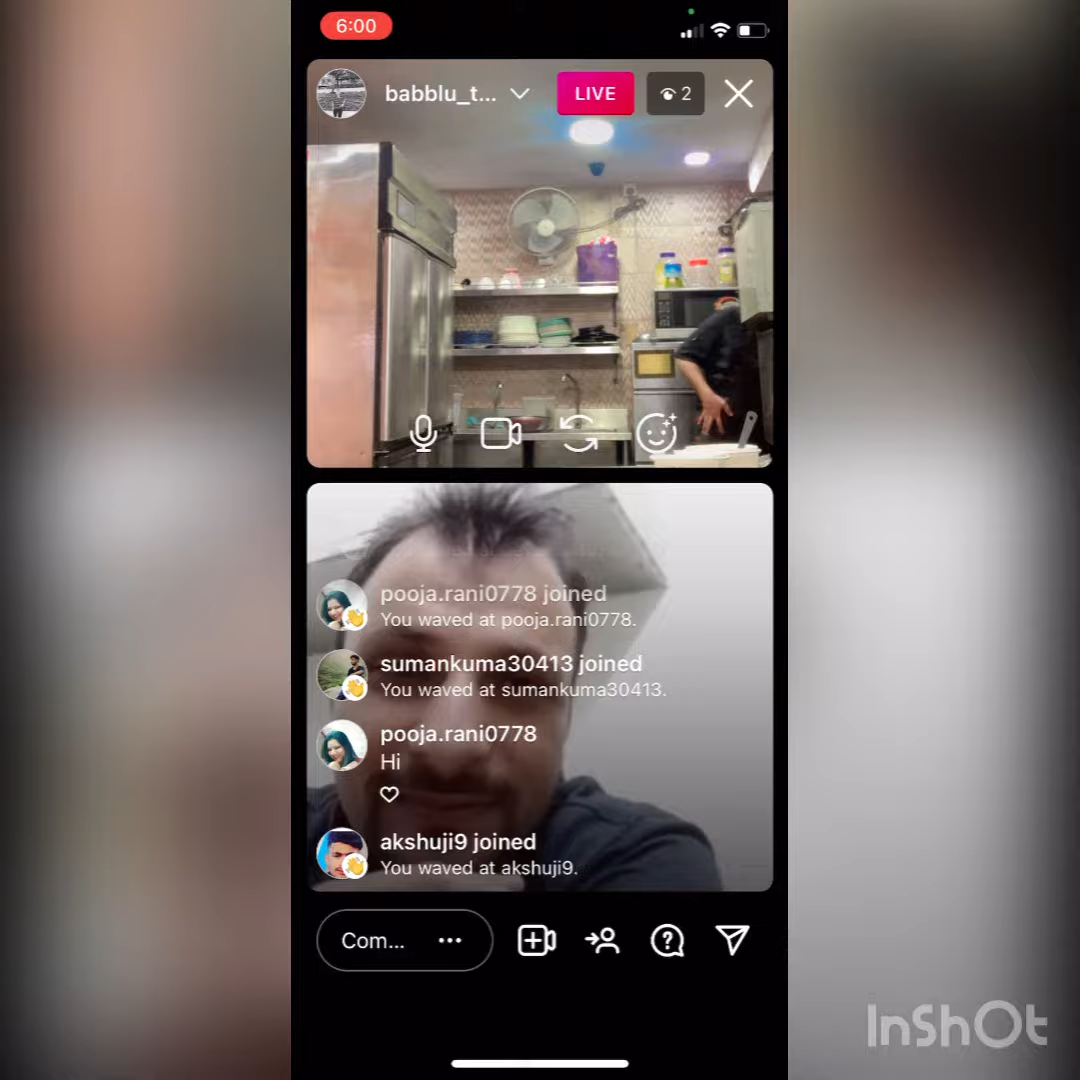 6:00
babblu_t...
LIVE
2
pooja.rani0778 joined
You waved at pooja.rani0778.
sumankuma30413 joined
You waved at sumankuma30413.
pooja.rani0778
Hi
akshuji9 joined
You waved at akshuji9.
Com...
InShOt